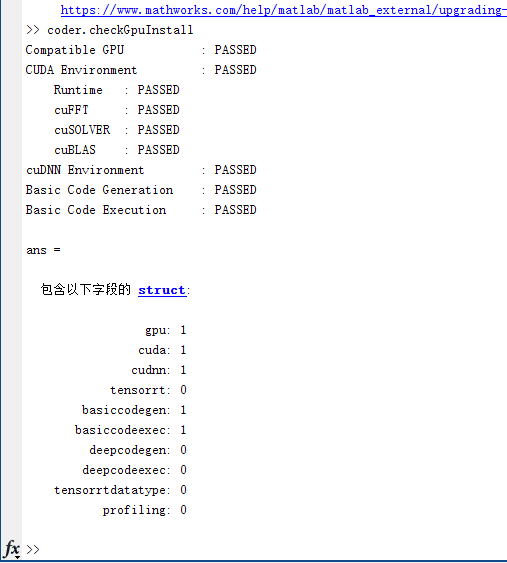 https://www.mathworks.com/help/matlab/matlab_external/upgrading-
>> coder.checkGpuInstall
Compatible GPU : PASSED
CUDA Environment : PASSED
Runtime : PASSED
cuFFT : PASSED
cuSOLVER : PASSED
cuBLAS : PASSED
cuDNN Environment : PASSED
Basic Code Generation : PASSED
Basic Code Execution : PASSED
ans =
包含以下字段的 struct:
gpu: 1
cuda: 1
cudnn: 1
tensorrt: 0
basiccodegen: 1
basiccodeexec: 1
deepcodegen: 0
deepcodeexec: 0
tensorrtdatatype: 0
profiling: 0
fx >>